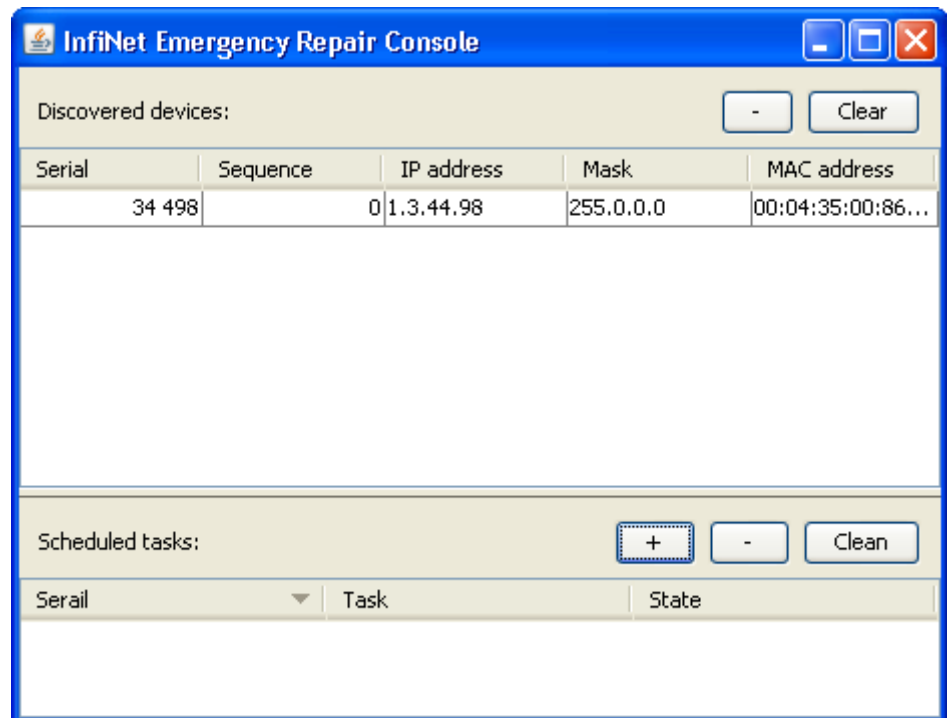 InfiNet Emergency Repair Console
Discovered devices: - Clear
Serial Sequence IP address Mask MAC address
34 498 0 1.3.44.98 255.0.0.0 00:04:35:00:86...
Scheduled tasks: + - Clean
Serail Task State